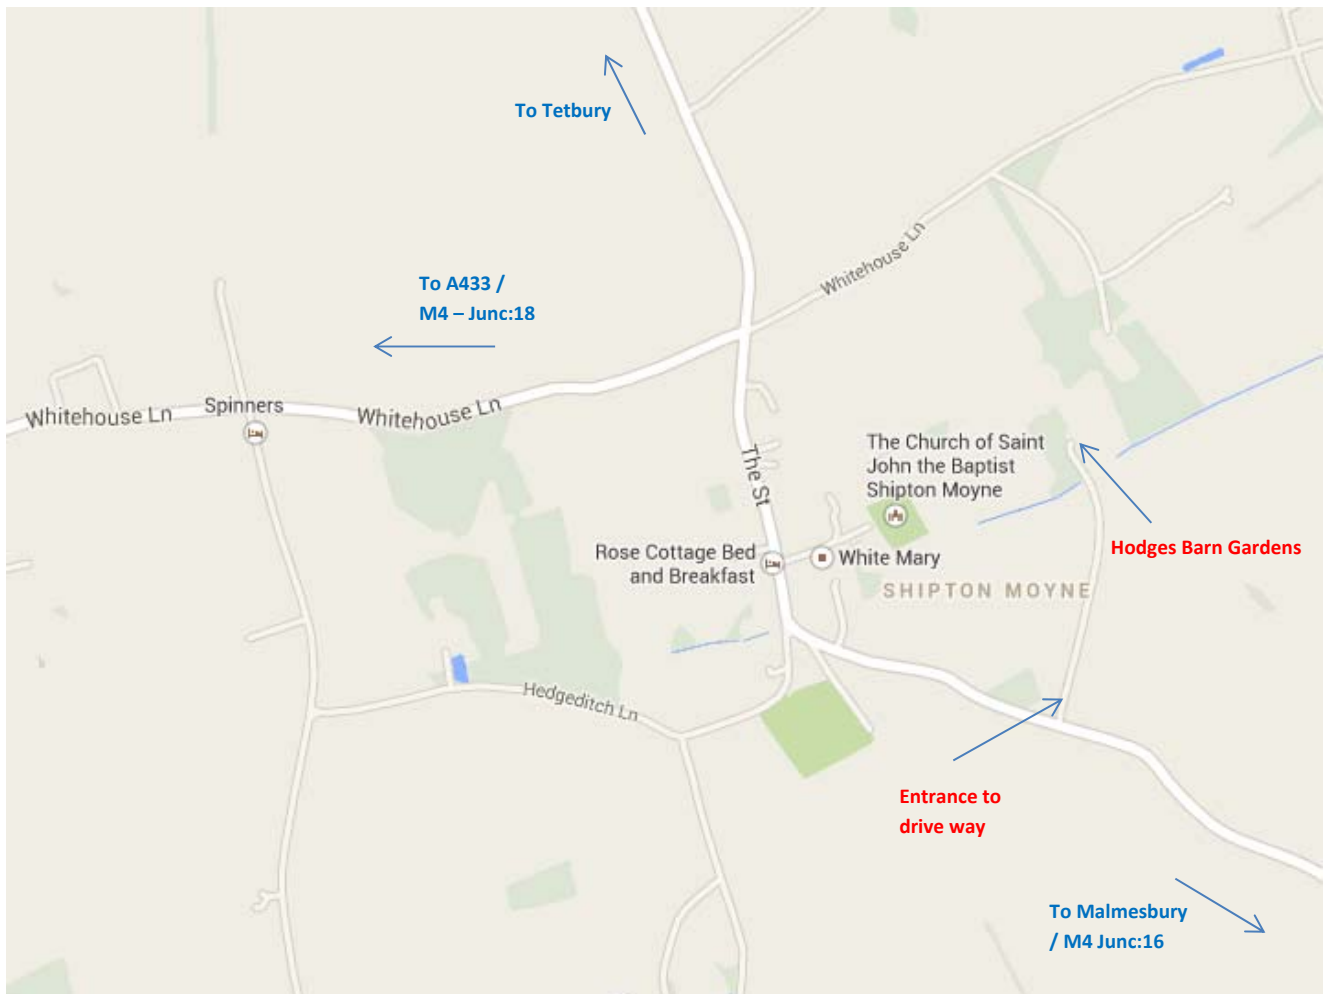 To Tetbury
Whitehouse Ln
To A433 /
M4 – Junc:18
Spinners
Whitehouse Ln
Whitehouse Ln
The St
The Church of Saint
John the Baptist
Shipton Moyne
Hodges Barn Gardens
Rose Cottage Bed
and Breakfast
White Mary
SHIPTON MOYNE
Hedgeditch Ln
Entrance to
drive way
To Malmesbury
/ M4 Junc:16